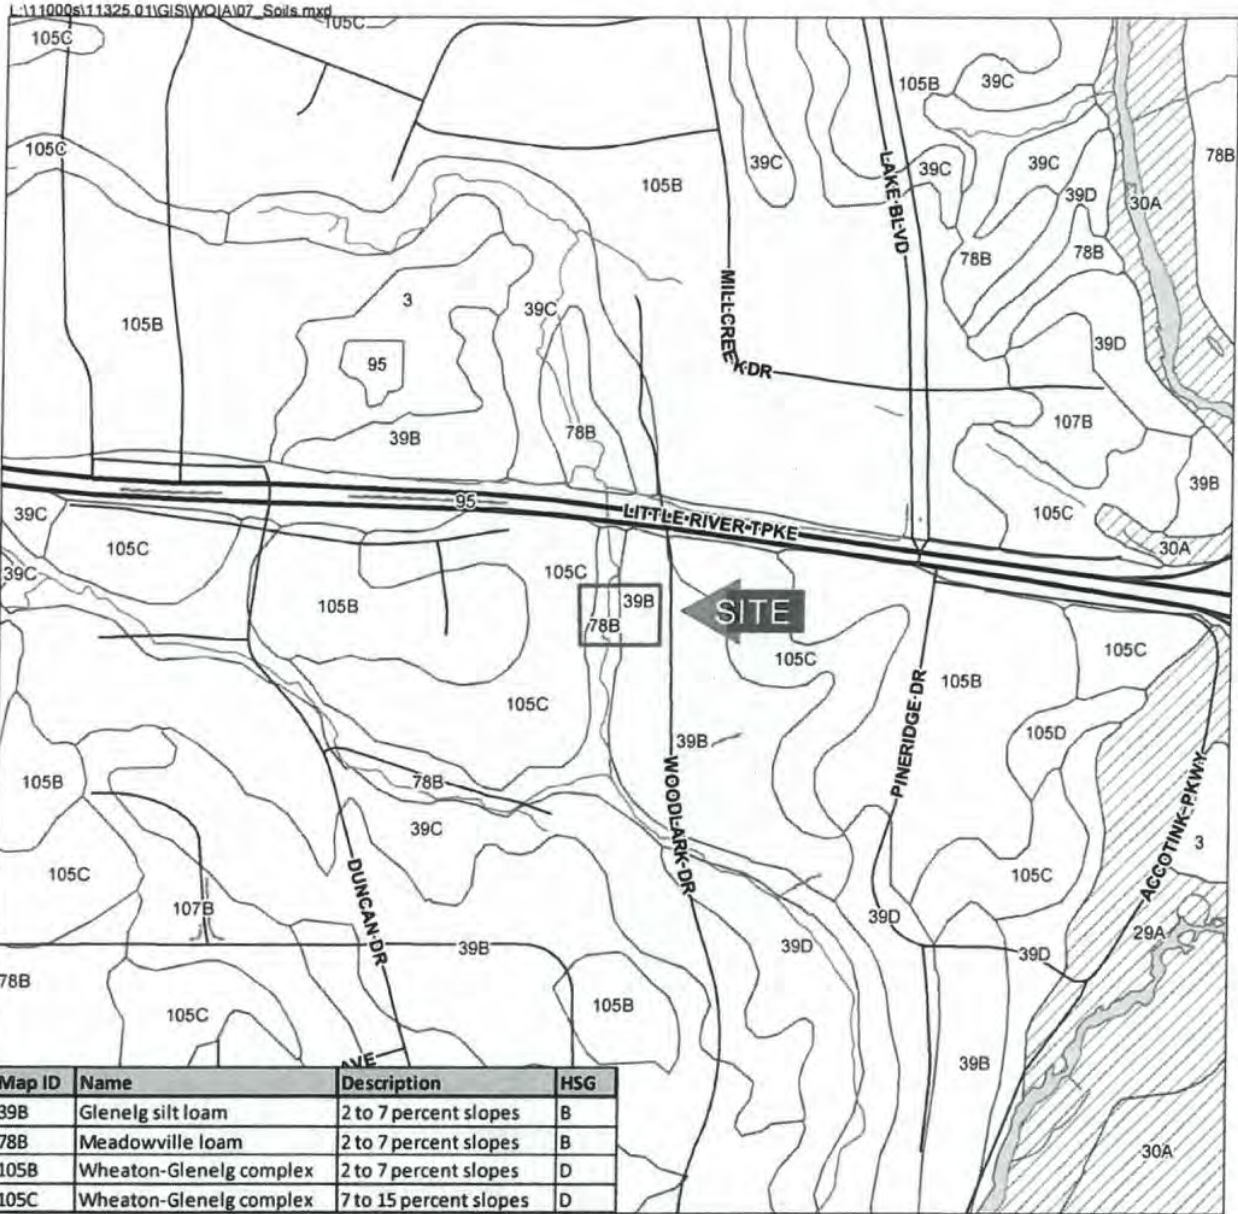 L:\11000s\11325.01\GIS\WQIA\07_Soils.mxd
105C
105C
105B
39C
105C
39C
105B
39C
39C
78B
LAKE BLVD
39D
30A
78B
78B
3
39C
MILLCREEK DR
105B
95
39D
39B
78B
107B
39B
95
LITTLE RIVER TPKE
39C
105C
105C
30A
39C
105C
105B
39B
78B
SITE
105C
105C
105B
105C
39B
105D
PINERIDGE DR
105B
78B
WOODLARK DR
39C
ACCOTINK PKWY
3
105C
105C
107B
DUNCAN DR
39D
29A
39B
39D
39D
78B
105B
105C
AVE
39B
30A
Map ID Name Description HSG
39B Glenelg silt loam 2 to 7 percent slopes B
78B Meadowville loam 2 to 7 percent slopes B
105B Wheaton-Glenelg complex 2 to 7 percent slopes D
105C Wheaton-Glenelg complex 7 to 15 percent slopes D